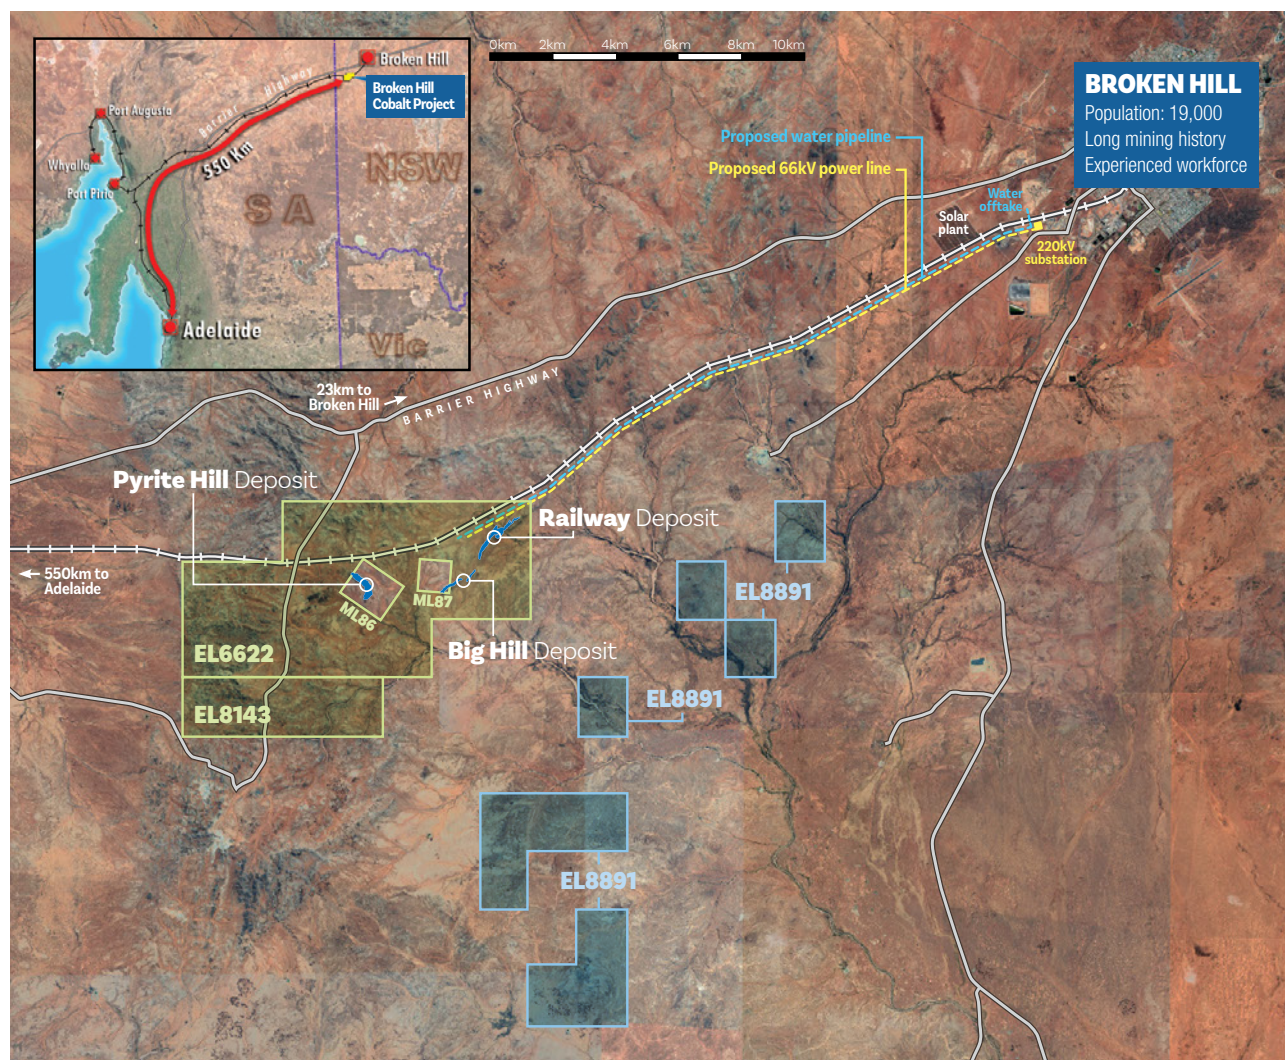 Broken Hill
Broken Hill
Cobalt Project
Barrier Highway
Port Augusta
Whyalla
Port Pirie
550 Km
NSW
SA
Adelaide
Vic
0km 2km 4km 6km 8km 10km
BROKEN HILL
Population: 19,000
Long mining history
Experienced workforce
Proposed water pipeline
Proposed 66kV power line
Water
offtake
Solar
plant
220kV
substation
23km to
Broken Hill
BARRIER HIGHWAY
Pyrite Hill Deposit
Railway Deposit
550km to
Adelaide
ML86
ML87
EL8891
Big Hill Deposit
EL6622
EL8891
EL8143
EL8891